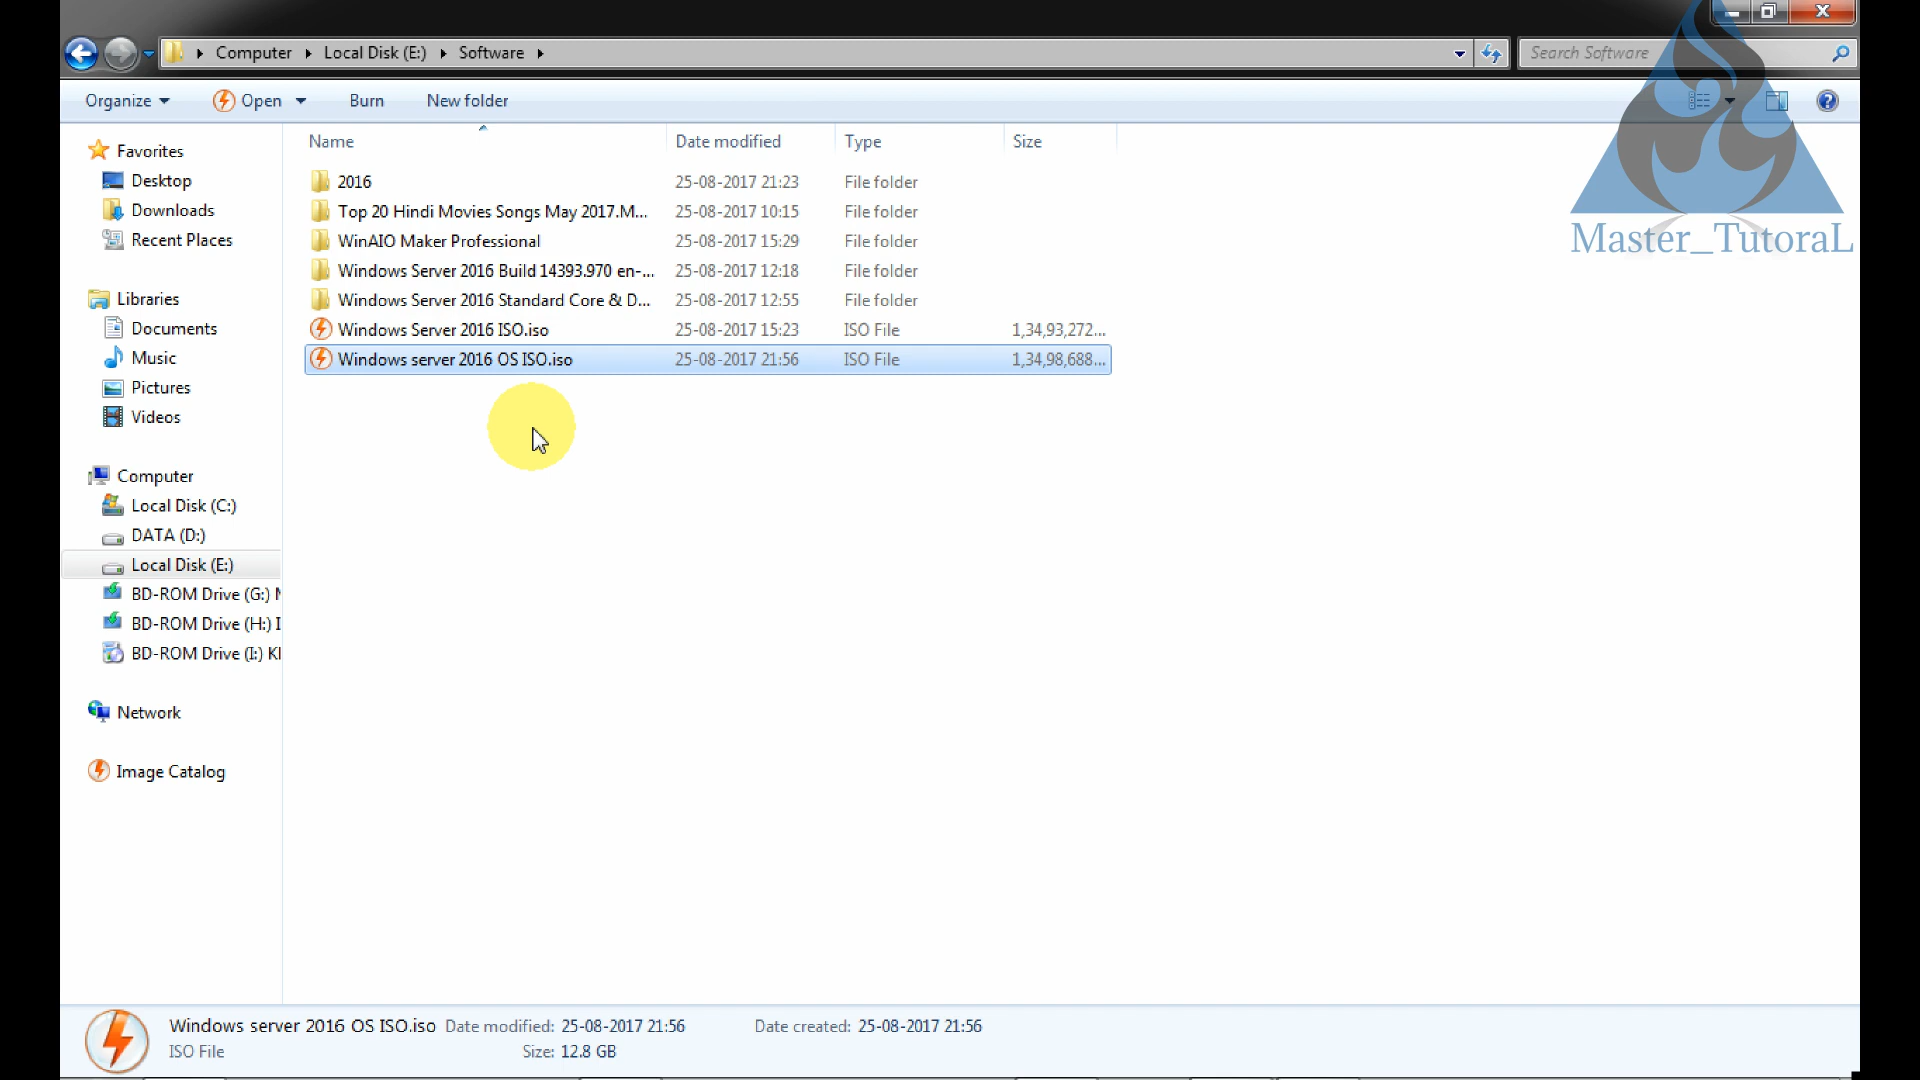 Computer Local Disk (E:) Software
Search Software
Organize Open Burn New folder
Master_TutoraL
Name Date modified Type Size
2016 25-08-2017 21:23 File folder
Top 20 Hindi Movies Songs May 2017.M... 25-08-2017 10:15 File folder
WinAIO Maker Professional 25-08-2017 15:29 File folder
Windows Server 2016 Build 14393.970 en-... 25-08-2017 12:18 File folder
Windows Server 2016 Standard Core & D... 25-08-2017 12:55 File folder
Windows Server 2016 ISO.iso 25-08-2017 15:23 ISO File 1,34,93,272...
Windows server 2016 OS ISO.iso 25-08-2017 21:56 ISO File 1,34,98,688...
Favorites
Desktop
Downloads
Recent Places
Libraries
Documents
Music
Pictures
Videos
Computer
Local Disk (C:)
DATA (D:)
Local Disk (E:)
BD-ROM Drive (G:)
BD-ROM Drive (H:) I
BD-ROM Drive (I:)
Network
Image Catalog
Windows server 2016 OS ISO.iso Date modified: 25-08-2017 21:56 Date created: 25-08-2017 21:56
ISO File Size: 12.8 GB